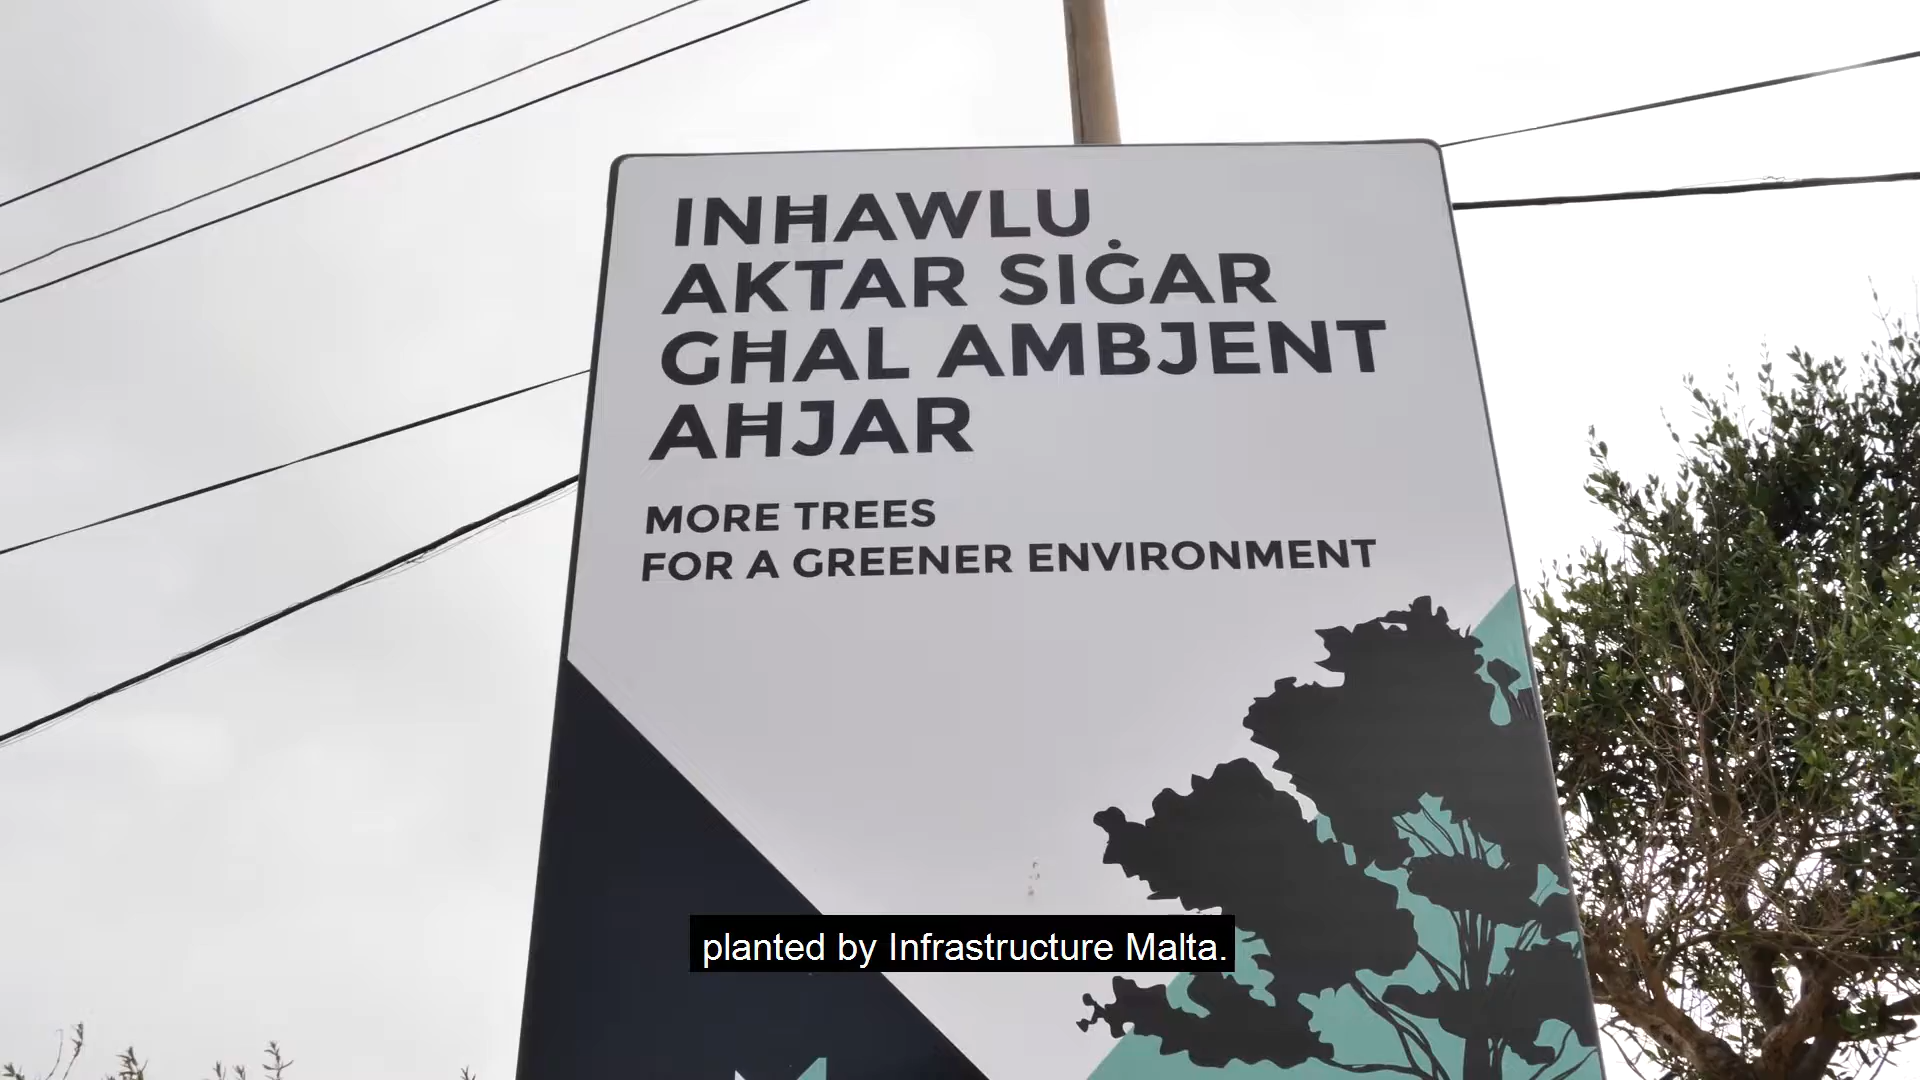 INĦAWLU
AKTAR SIĠAR
GĦAL AMBJENT
AĦJAR
MORE TREES
FOR A GREENER ENVIRONMENT
planted by Infrastructure Malta.